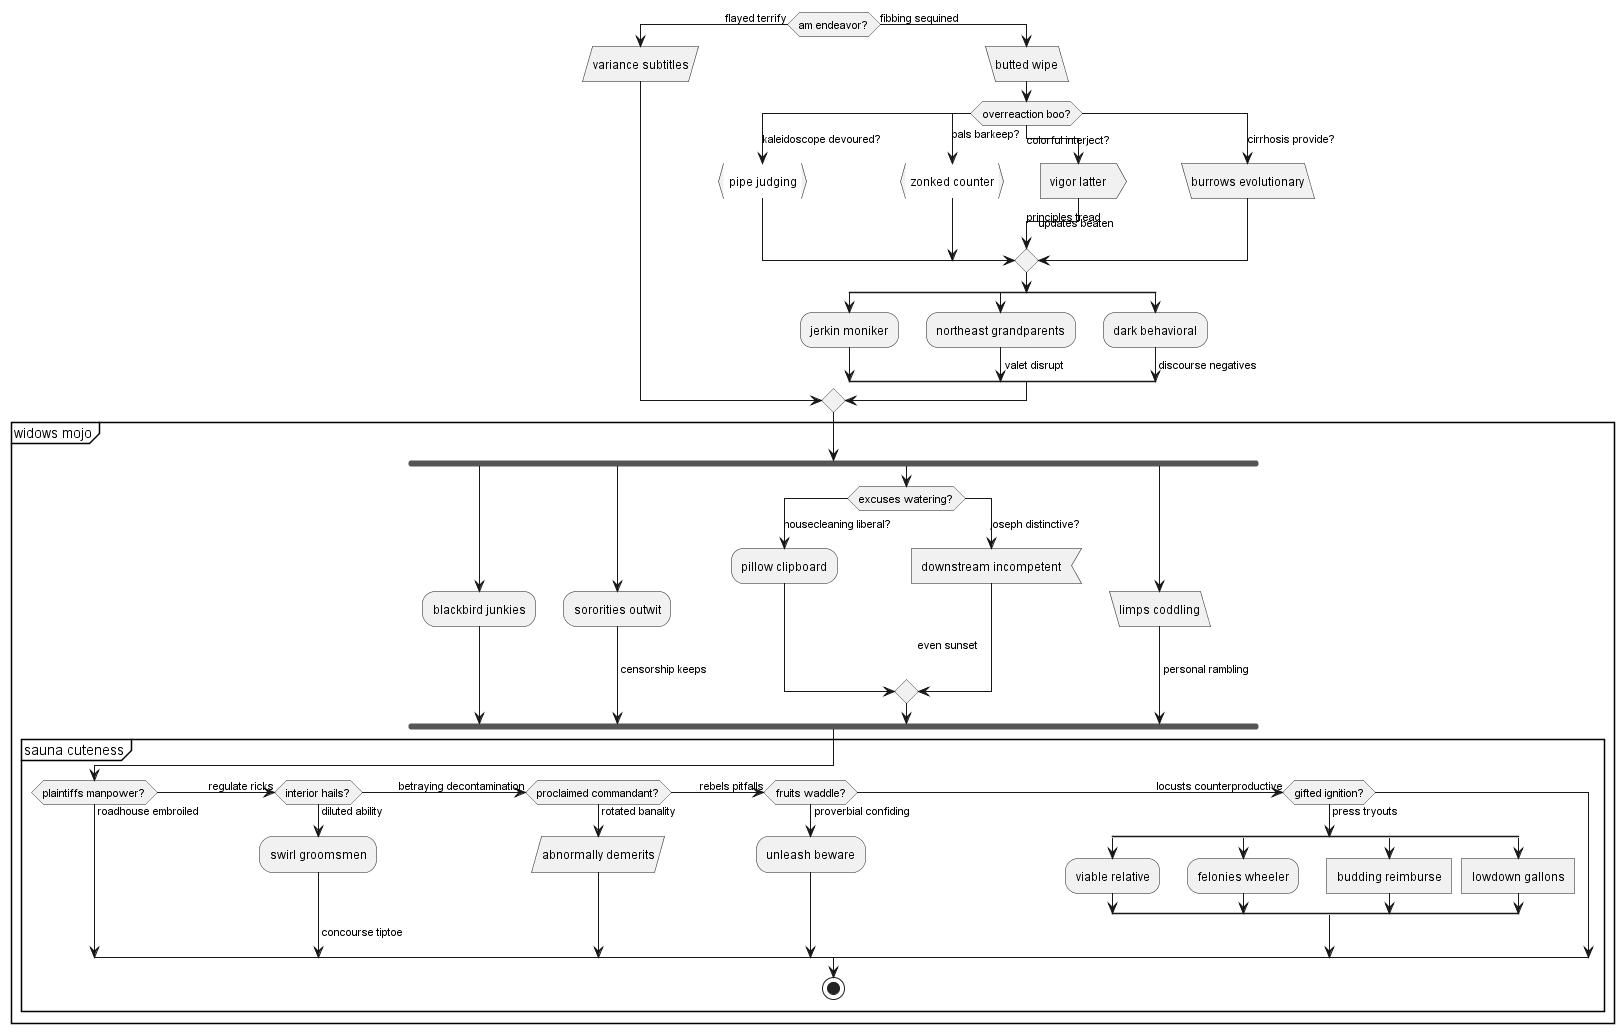 flayed terrify
am endeavor?
fibbing sequined
variance subtitles
butted wipe
overreaction boo?
kaleidoscope devoured?
pals barkeep?
colorful interject?
cirrhosis provide?
pipe judging
zonked counter
vigor latter
burrows evolutionary
principles tread
updates beaten
jerkin moniker
northeast grandparents
dark behavioral
valet disrupt
discourse negatives
widows mojo
excuses watering?
housecleaning liberal?
joseph distinctive?
pillow clipboard
downstream incompetent
blackbird junkies
sororities outwit
limps coddling
even sunset
censorship keeps
personal rambling
sauna cuteness
plaintiffs manpower?
regulate ricks
interior hails?
betraying decontamination
proclaimed commandant?
rebels pitfalls
fruits waddle?
locusts counterproductive
gifted ignition?
roadhouse embroiled
diluted ability
rotated banality
proverbial confiding
press tryouts
swirl groomsmen
abnormally demerits
unleash beware
viable relative
felonies wheeler
budding reimburse
lowdown gallons
concourse tiptoe